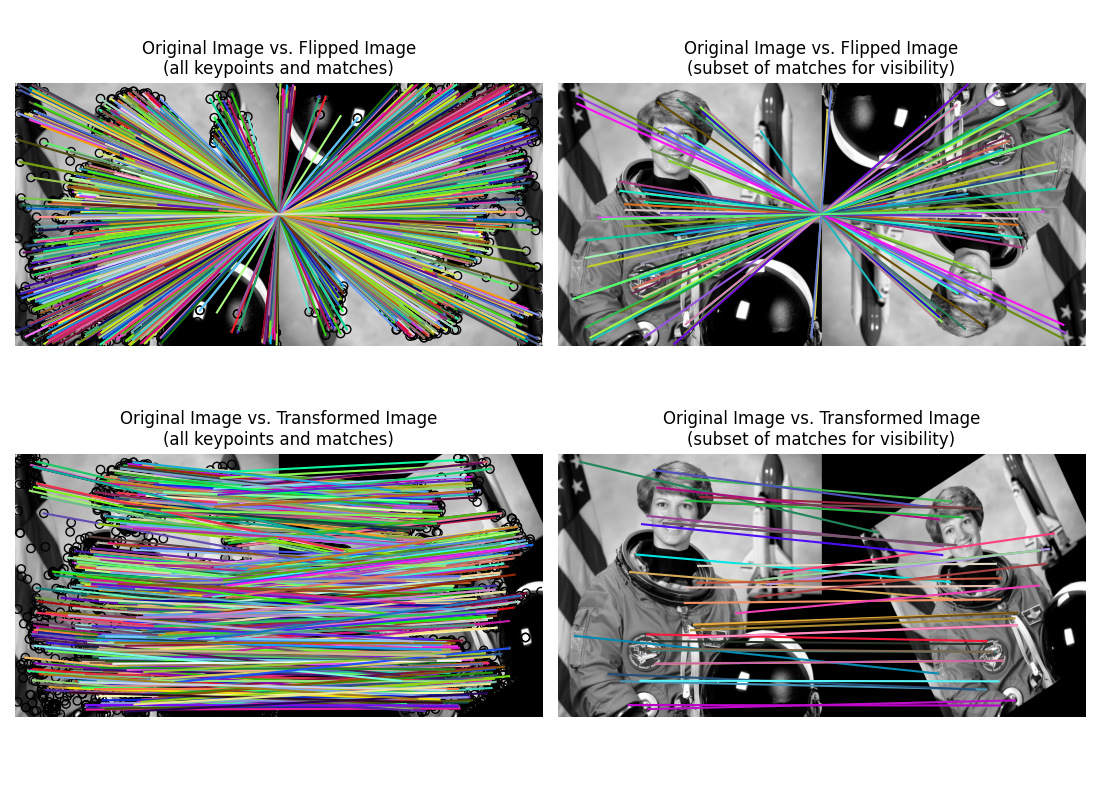 Original Image vs. Flipped Image
(all keypoints and matches)
Original Image vs. Flipped Image
(subset of matches for visibility)
Original Image vs. Transformed Image
(all keypoints and matches)
Original Image vs. Transformed Image
(subset of matches for visibility)